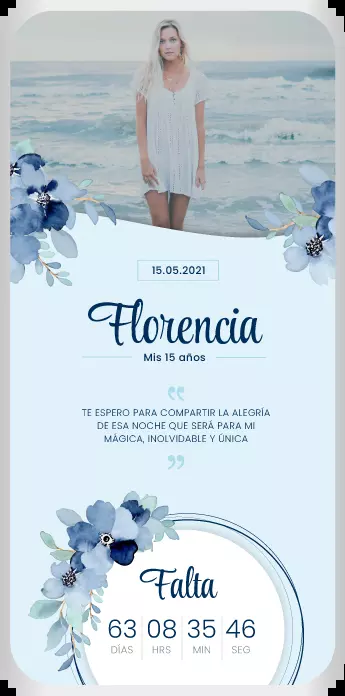 15.05.2021
Florencia
Mis 15 años
TE ESPERO PARA COMPARTIR LA ALEGRÍA
DE ESA NOCHE QUE SERÁ PARA MI
MÁGICA, INOLVIDABLE Y ÚNICA
Falta
63 08 35 46
DÍAS HRS MIN SEG